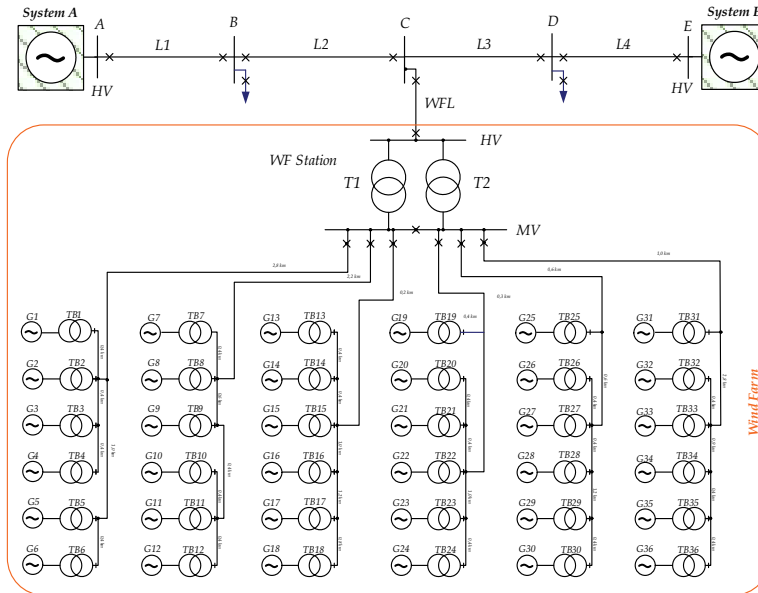 System A
System B
A
B
C
D
E
L1
L2
L3
L4
HV
HV
WFL
HV
WF Station
T1
T2
MV
2,8 km
2,2 km
0,2 km
0,3 km
0,6 km
3,0 km
0,4 km
G1 TB1
G2 TB2
G3 TB3
G4 TB4
G5 TB5
G6 TB6
G7 TB7
G8 TB8
G9 TB9
G10 TB10
G11 TB11
G12 TB12
G13 TB13
G14 TB14
G15 TB15
G16 TB16
G17 TB17
G18 TB18
G19 TB19
G20 TB20
G21 TB21
G22 TB22
G23 TB23
G24 TB24
G25 TB25
G26 TB26
G27 TB27
G28 TB28
G29 TB29
G30 TB30
G31 TB31
G32 TB32
G33 TB33
G34 TB34
G35 TB35
G36 TB36
Wind Farm